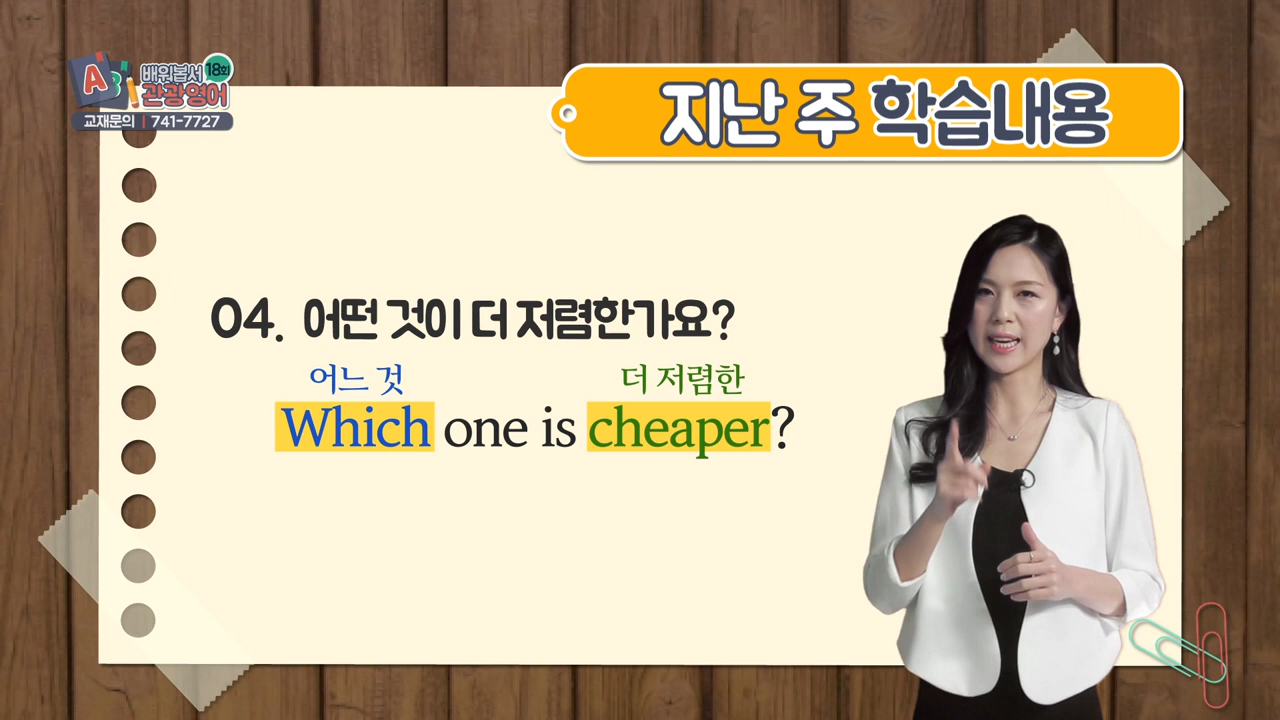 배워봅서 18회
관광영어
교재문의 | 741-7727
지난 주 학습내용
04. 어떤 것이 더 저렴한가요?
어느 것 더 저렴한
Which one is cheaper?